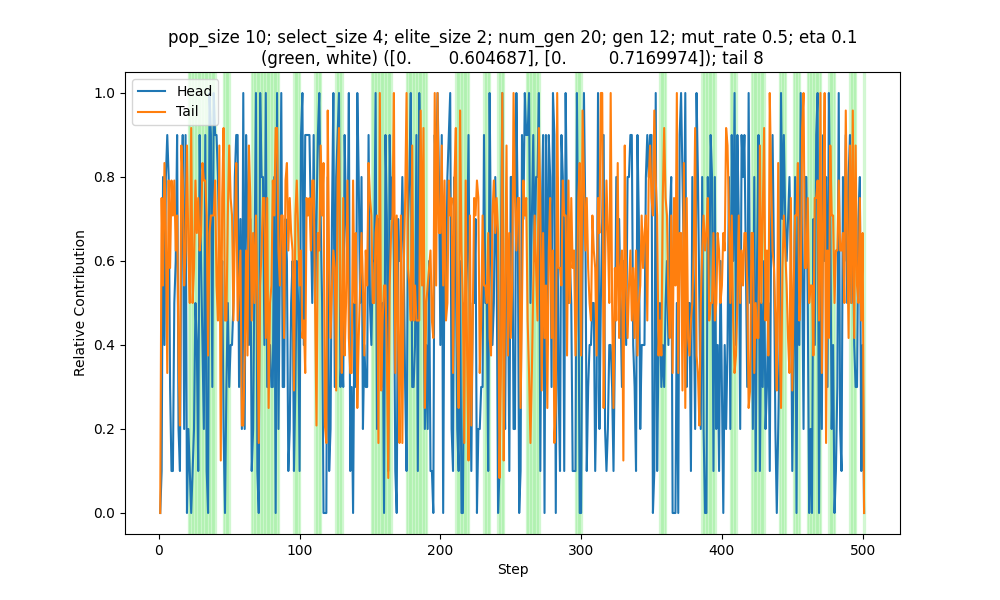 pop_size 10; select_size 4; elite_size 2; num_gen 20; gen 12; mut_rate 0.5; eta 0.1
(green, white) ([0. 0.604687], [0. 0.7169974]); tail 8
Head
Tail
Relative Contribution
1.0
0.8
0.6
0.4
0.2
0.0
0 100 200 300 400 500
Step